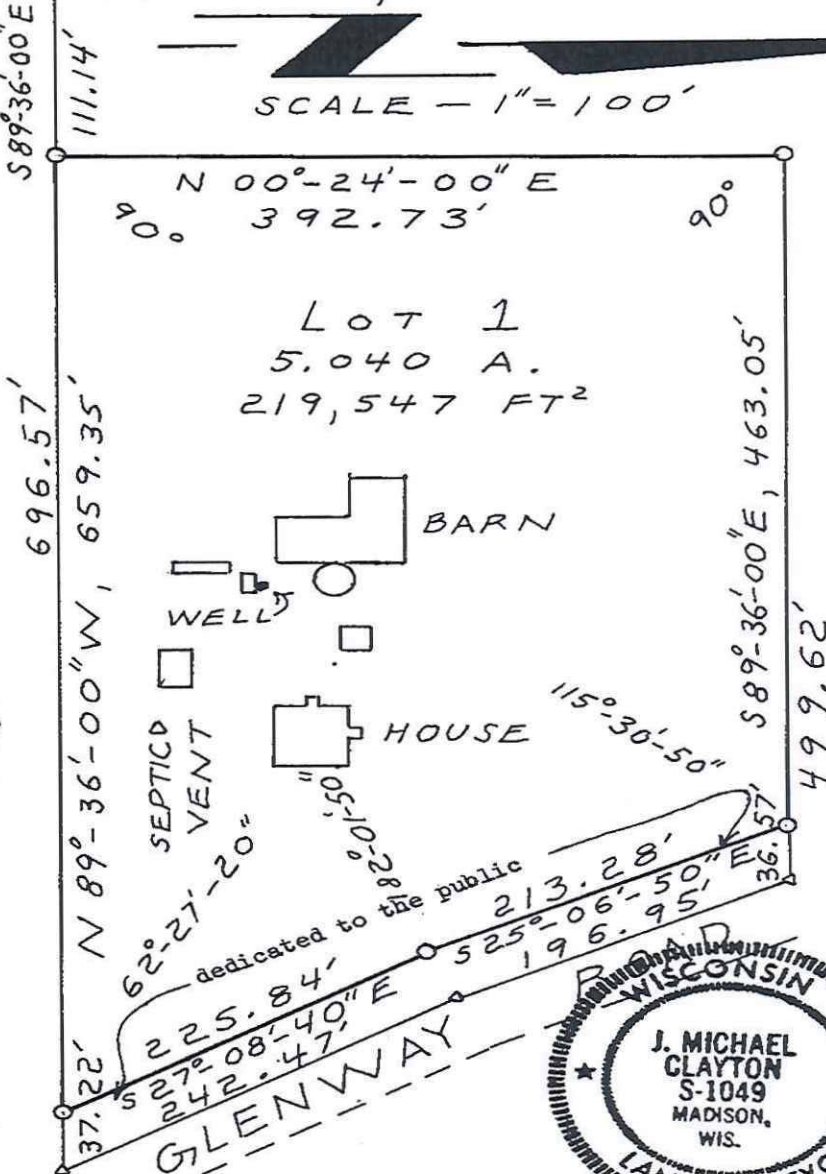 S89°-36'-00"E
111.14'
SCALE — 1"=100'
N 00°-24'-00" E
392.73'
90°
90°
LOT 1
5.040 A.
219,547 FT²
696.57'
N 89°-36'-00"W, 659.35'
S89°-36'-00"E, 463.05'
499.62'
BARN
WELL
SEPTIC
VENT
HOUSE
115°-30'-50"
62°-27'-20"
182°-01'-50"
dedicated to the public
213.28'
S25°-06'-50"E
196.95'
36.57'
225.84'
S 27°-08'-40" E
242.47'
37.22'
GLENWAY ROAD
WISCONSIN
J. MICHAEL
CLAYTON
S-1049
MADISON,
WIS.